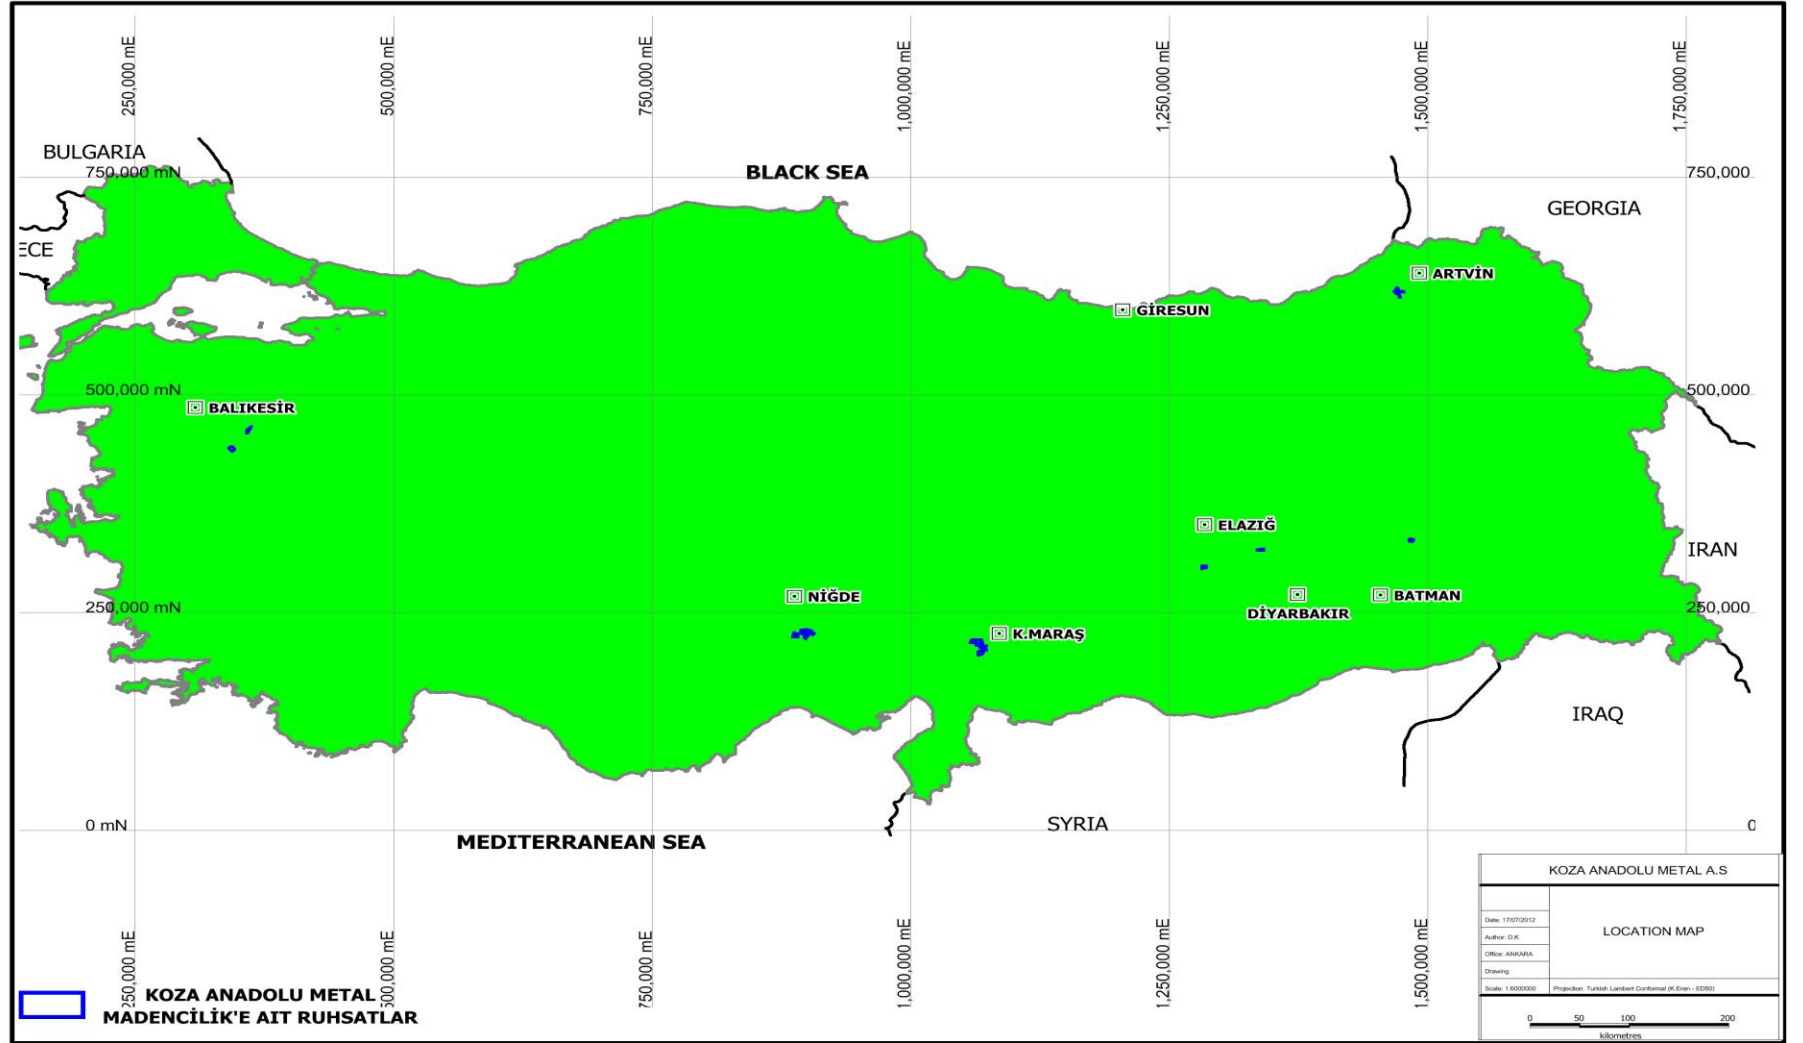 250,000 mE
500,000 mE
750,000 mE
1,000,000 mE
1,250,000 mE
1,500,000 mE
1,750,000 mE
BULGARIA
750,000 mN
BLACK SEA
750,000
GEORGIA
ECE
ARTVİN
GİRESUN
500,000 mN
500,000
BALIKESİR
ELAZIĞ
IRAN
NİĞDE
BATMAN
250,000 mN
DİYARBAKIR
250,000
K.MARAŞ
IRAQ
0 mN
SYRIA
0
MEDITERRANEAN SEA
250,000 mE
500,000 mE
750,000 mE
1,000,000 mE
1,250,000 mE
1,500,000 mE
KOZA ANADOLU METAL
MADENCİLİK'E AIT RUHSATLAR
KOZA ANADOLU METAL A.S
Date: 17/07/2012
Author: D.K
LOCATION MAP
Office: ANKARA
Drawing:
Scale: 1:6000000
Projection: Turkish Lambert Conformal (K.Eren - ED50)
0 50 100 200
kilometres